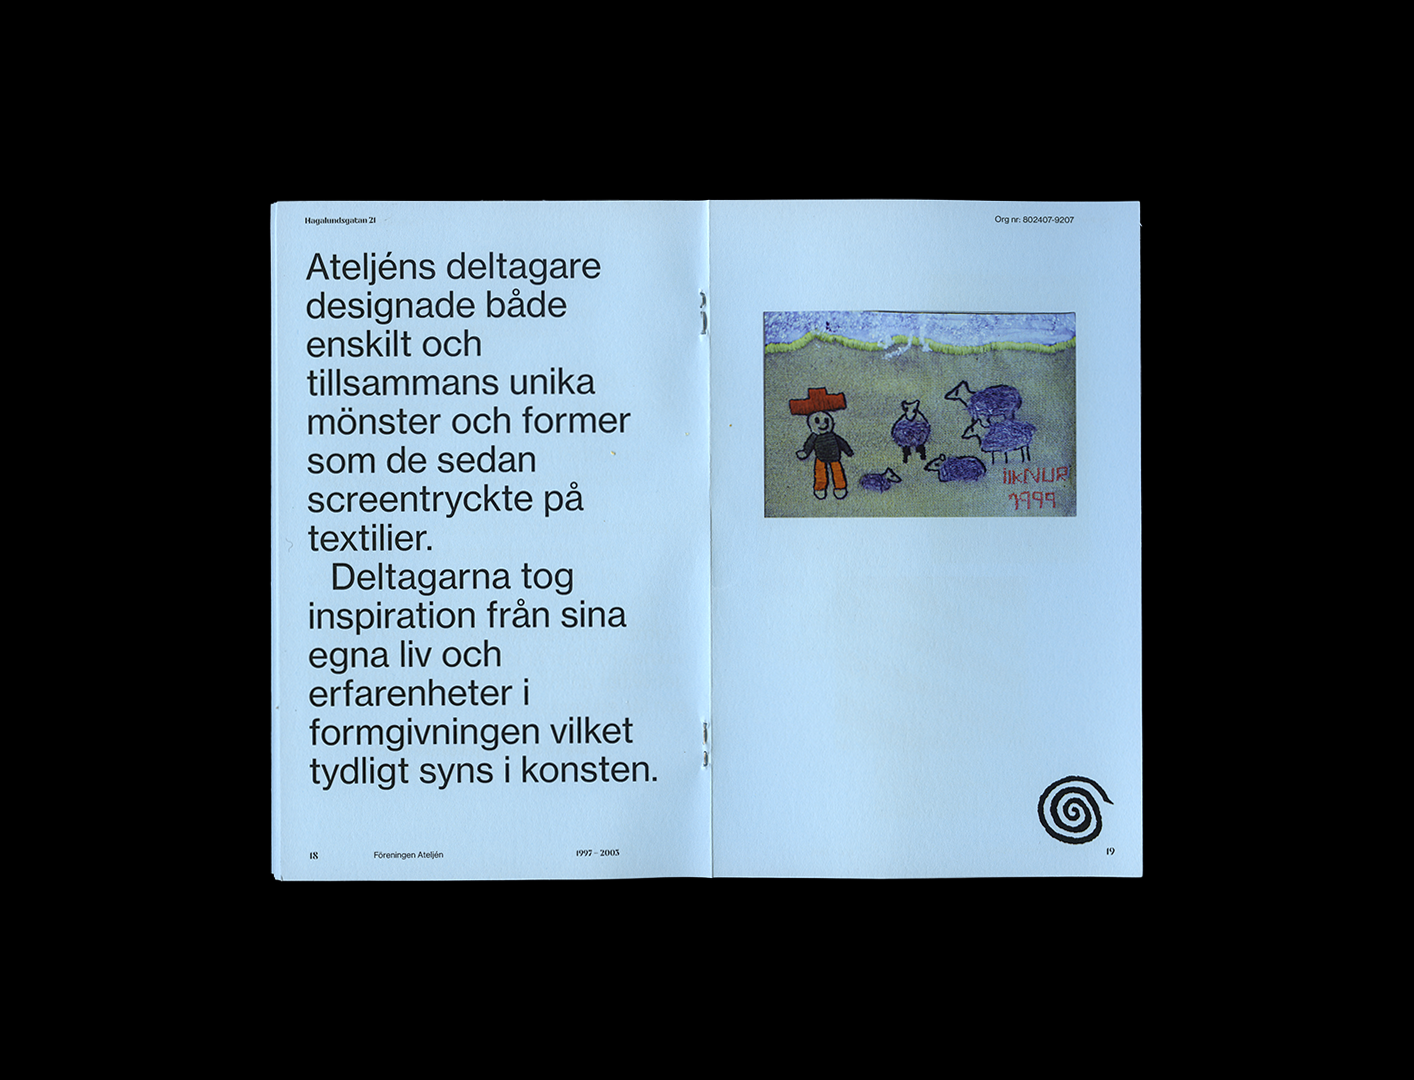 Hagalundsgatan 21
Ateljéns deltagare
designade både
enskilt och
tillsammans unika
mönster och former
som de sedan
screentryckte på
textilier.
Deltagarna tog
inspiration från sina
egna liv och
erfarenheter i
formgivningen vilket
tydligt syns i konsten.
18
Föreningen Ateljén
1997 – 2003
Org nr: 802407-9207
ilkNUR
1999
19